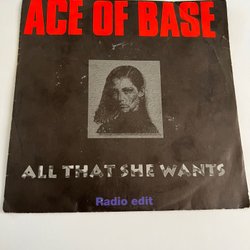 ACE OF BASE
ALL THAT SHE WANTS
Radio edit